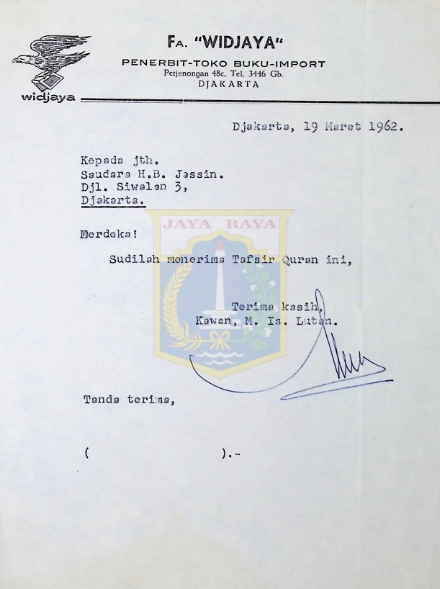 FA. "WIDJAYA"
PENERBIT-TOKO BUKU-IMPORT
Petjenongan 48c, Tel. 3446 Gb.
DJAKARTA
widjaya
Djakarta, 19 Maret 1962.
Kepada jth.
Saudara H.B. Jassin.
Djl. Siwalan 3,
Djakarta.
JAYA RAYA
Merdeka!
Sudilah menerima Tafsir Quran ini,
Terima kasih,
Kawan, M. Is. Lutan.
Tanda terima,
( ).-